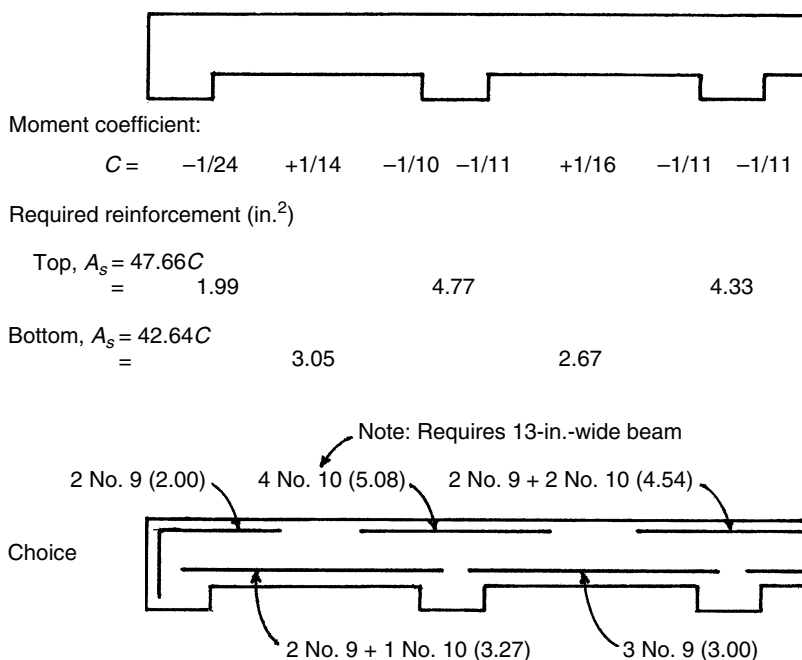 Moment coefficient:
C = –1/24 +1/14 –1/10 –1/11 +1/16 –1/11 –1/11
Required reinforcement (in.²)
Top, Aₛ = 47.66C
= 1.99 4.77 4.33
Bottom, Aₛ = 42.64C
= 3.05 2.67
Note: Requires 13-in.-wide beam
2 No. 9 (2.00) 4 No. 10 (5.08) 2 No. 9 + 2 No. 10 (4.54)
Choice
2 No. 9 + 1 No. 10 (3.27) 3 No. 9 (3.00)